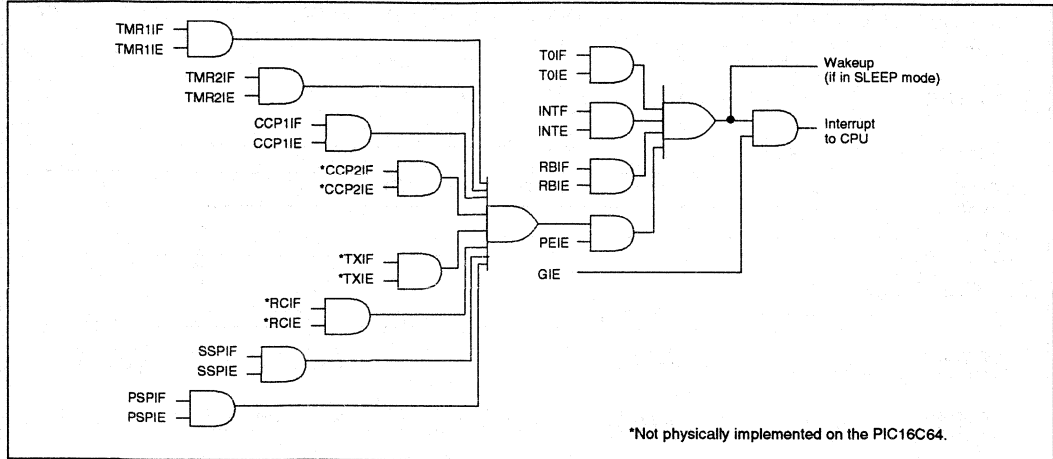 TMR1IF
TMR1IE
TMR2IF
TMR2IE
CCP1IF
CCP1IE
*CCP2IF
*CCP2IE
*TXIF
*TXIE
*RCIF
*RCIE
SSPIF
SSPIE
PSPIF
PSPIE
T0IF
T0IE
INTF
INTE
RBIF
RBIE
PEIE
GIE
Wakeup
(if in SLEEP mode)
Interrupt
to CPU
*Not physically implemented on the PIC16C64.